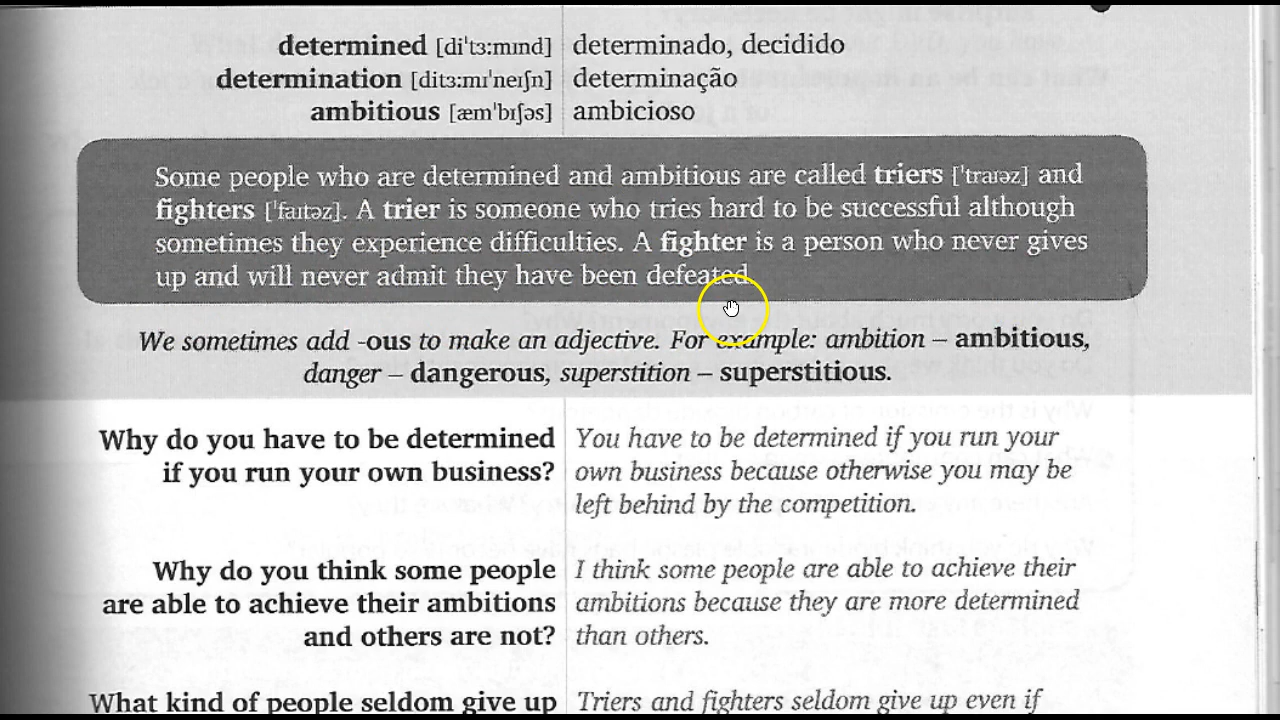 determined [di'tɜ:mɪnd] determinado, decidido
determination [ditɜ:mɪ'neɪʃn] determinação
ambitious [æm'bɪʃəs] ambicioso
Some people who are determined and ambitious are called triers ['traɪəz] and
fighters ['faɪtəz]. A trier is someone who tries hard to be successful although
sometimes they experience difficulties. A fighter is a person who never gives
up and will never admit they have been defeated.
We sometimes add -ous to make an adjective. For example: ambition – ambitious,
danger – dangerous, superstition – superstitious.
Why do you have to be determined
if you run your own business?
You have to be determined if you run your
own business because otherwise you may be
left behind by the competition.
Why do you think some people
are able to achieve their ambitions
and others are not?
I think some people are able to achieve their
ambitions because they are more determined
than others.
What kind of people seldom give up
Triers and fighters seldom give up even if